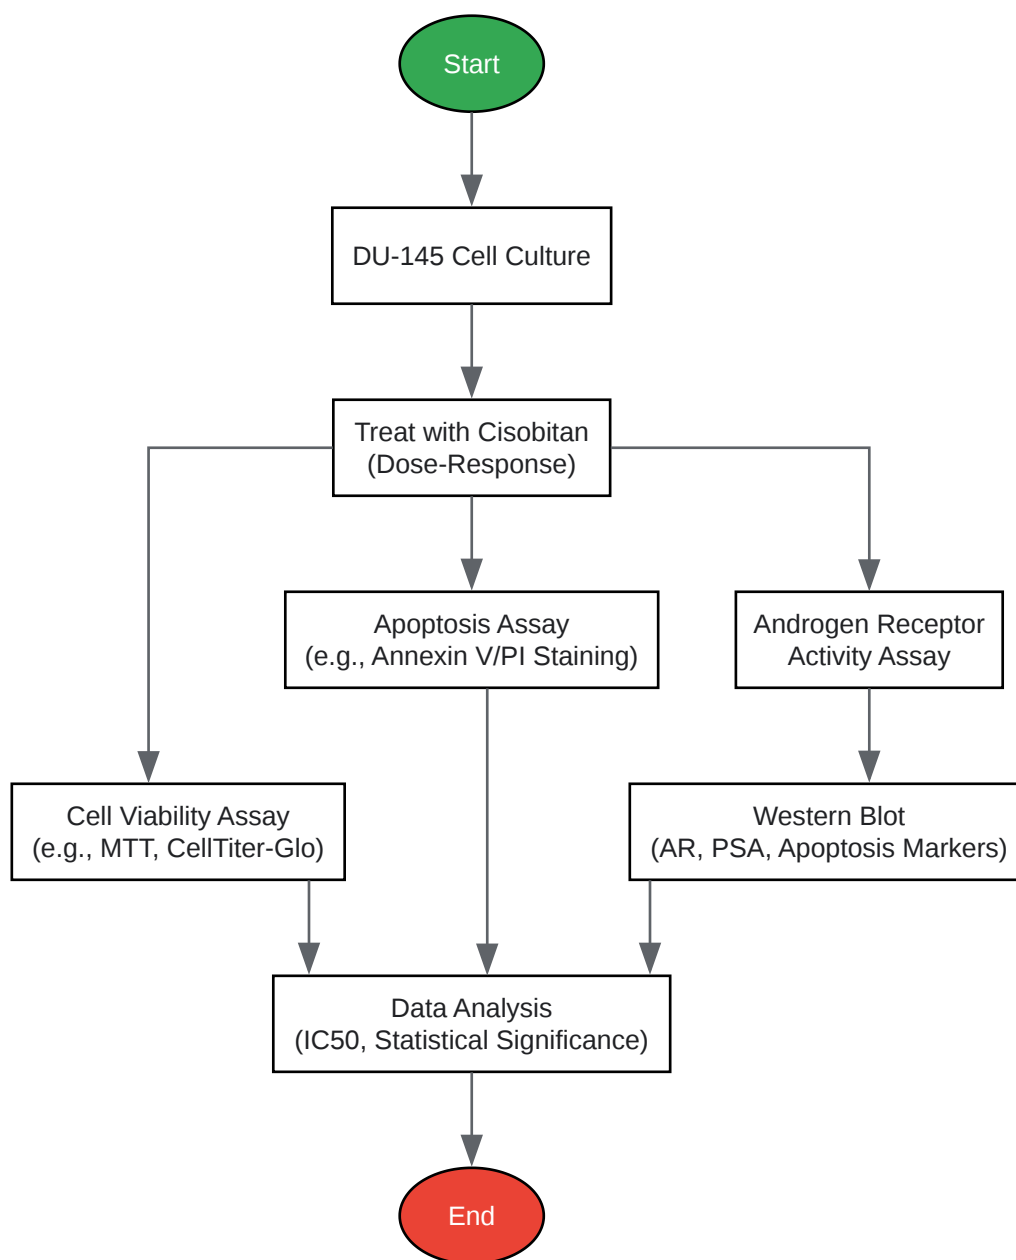 Start
DU-145 Cell Culture
Treat with Cisobitan
(Dose-Response)
Apoptosis Assay
(e.g., Annexin V/PI Staining)
Androgen Receptor
Activity Assay
Cell Viability Assay
(e.g., MTT, CellTiter-Glo)
Western Blot
(AR, PSA, Apoptosis Markers)
Data Analysis
(IC50, Statistical Significance)
End